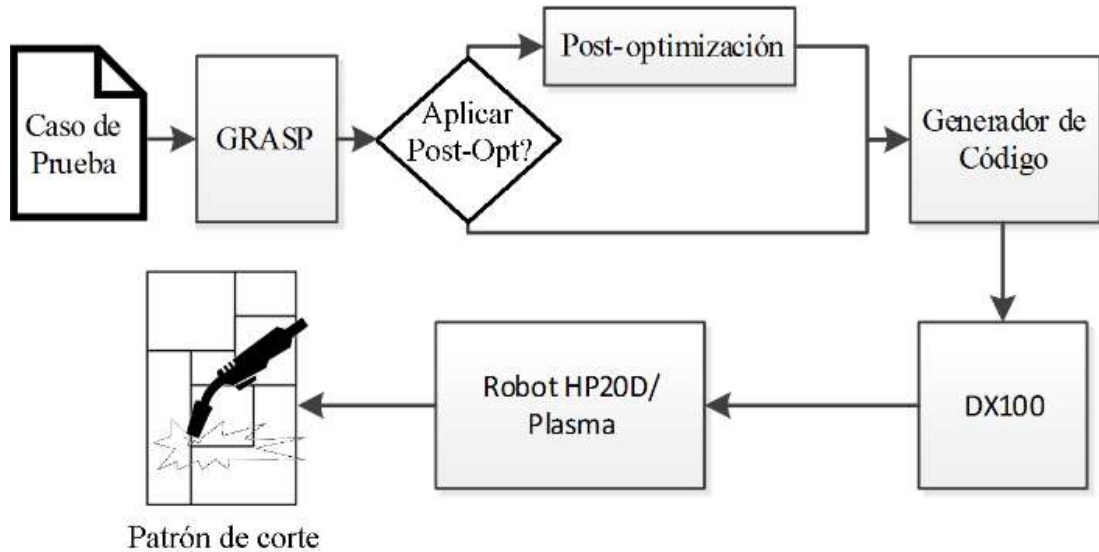 Caso de
Prueba
GRASP
Aplicar
Post-Opt?
Post-optimización
Generador de
Código
DX100
Robot HP20D/
Plasma
Patrón de corte